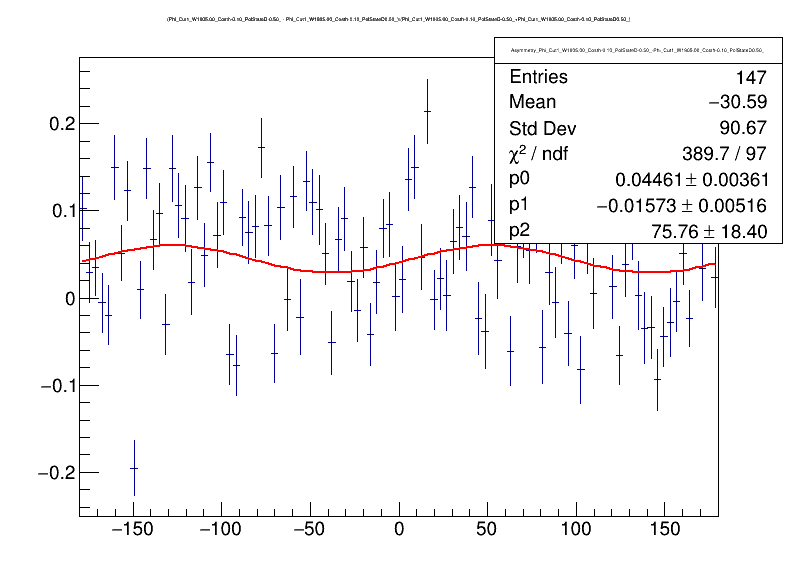 Entries 147
Mean −30.59
Std Dev 90.67
χ² / ndf 389.7 / 97
p0 0.04461 ± 0.00361
p1 −0.01573 ± 0.00516
p2 75.76 ± 18.40
0.2
0.1
0
−0.1
−0.2
−150 −100 −50 0 50 100 150